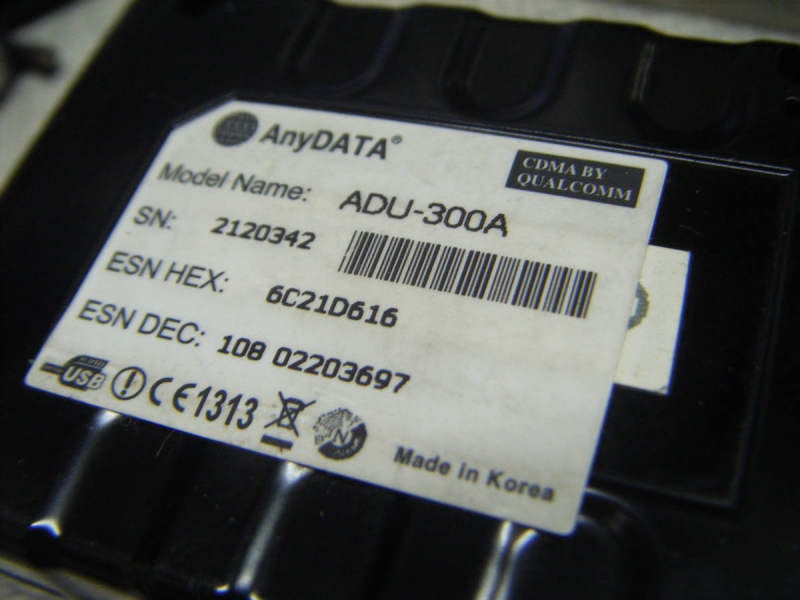 AnyDATA®
CDMA BY
QUALCOMM
Model Name: ADU-300A
SN: 2120342
ESN HEX: 6C21D616
ESN DEC: 108 02203697
USB
CE1313
N
Made in Korea